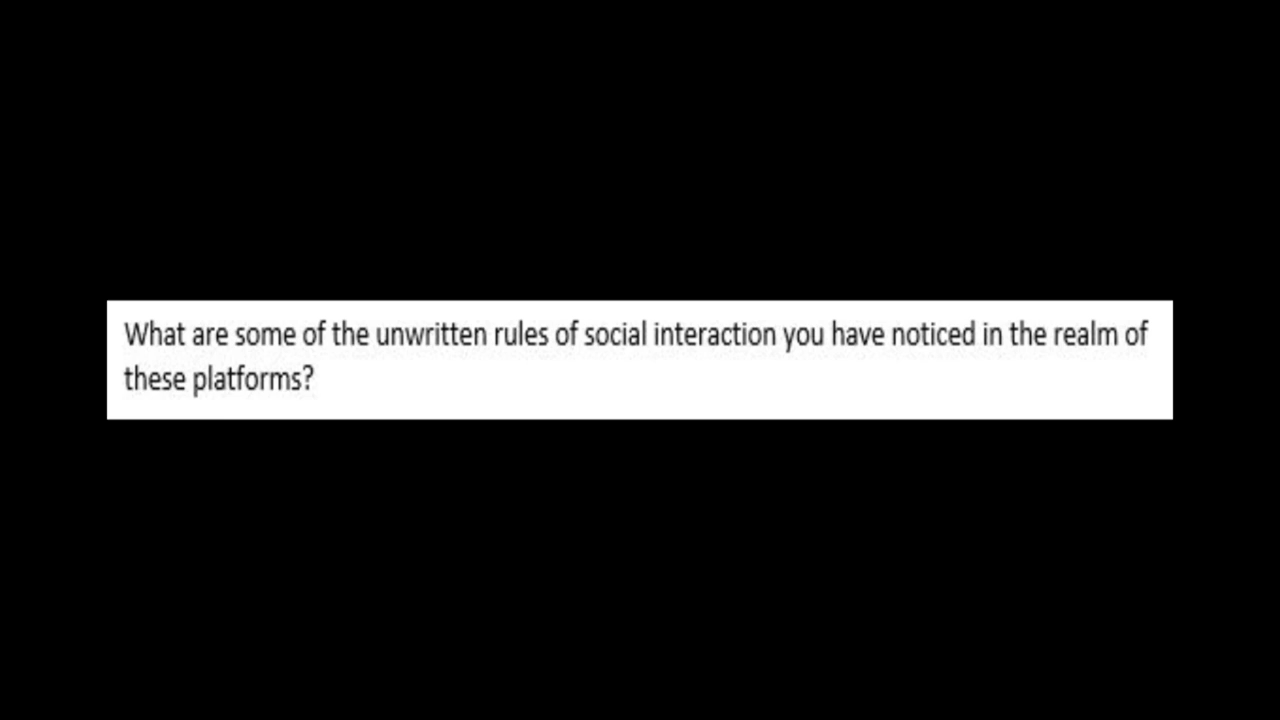 What are some of the unwritten rules of social interaction you have noticed in the realm of
these platforms?